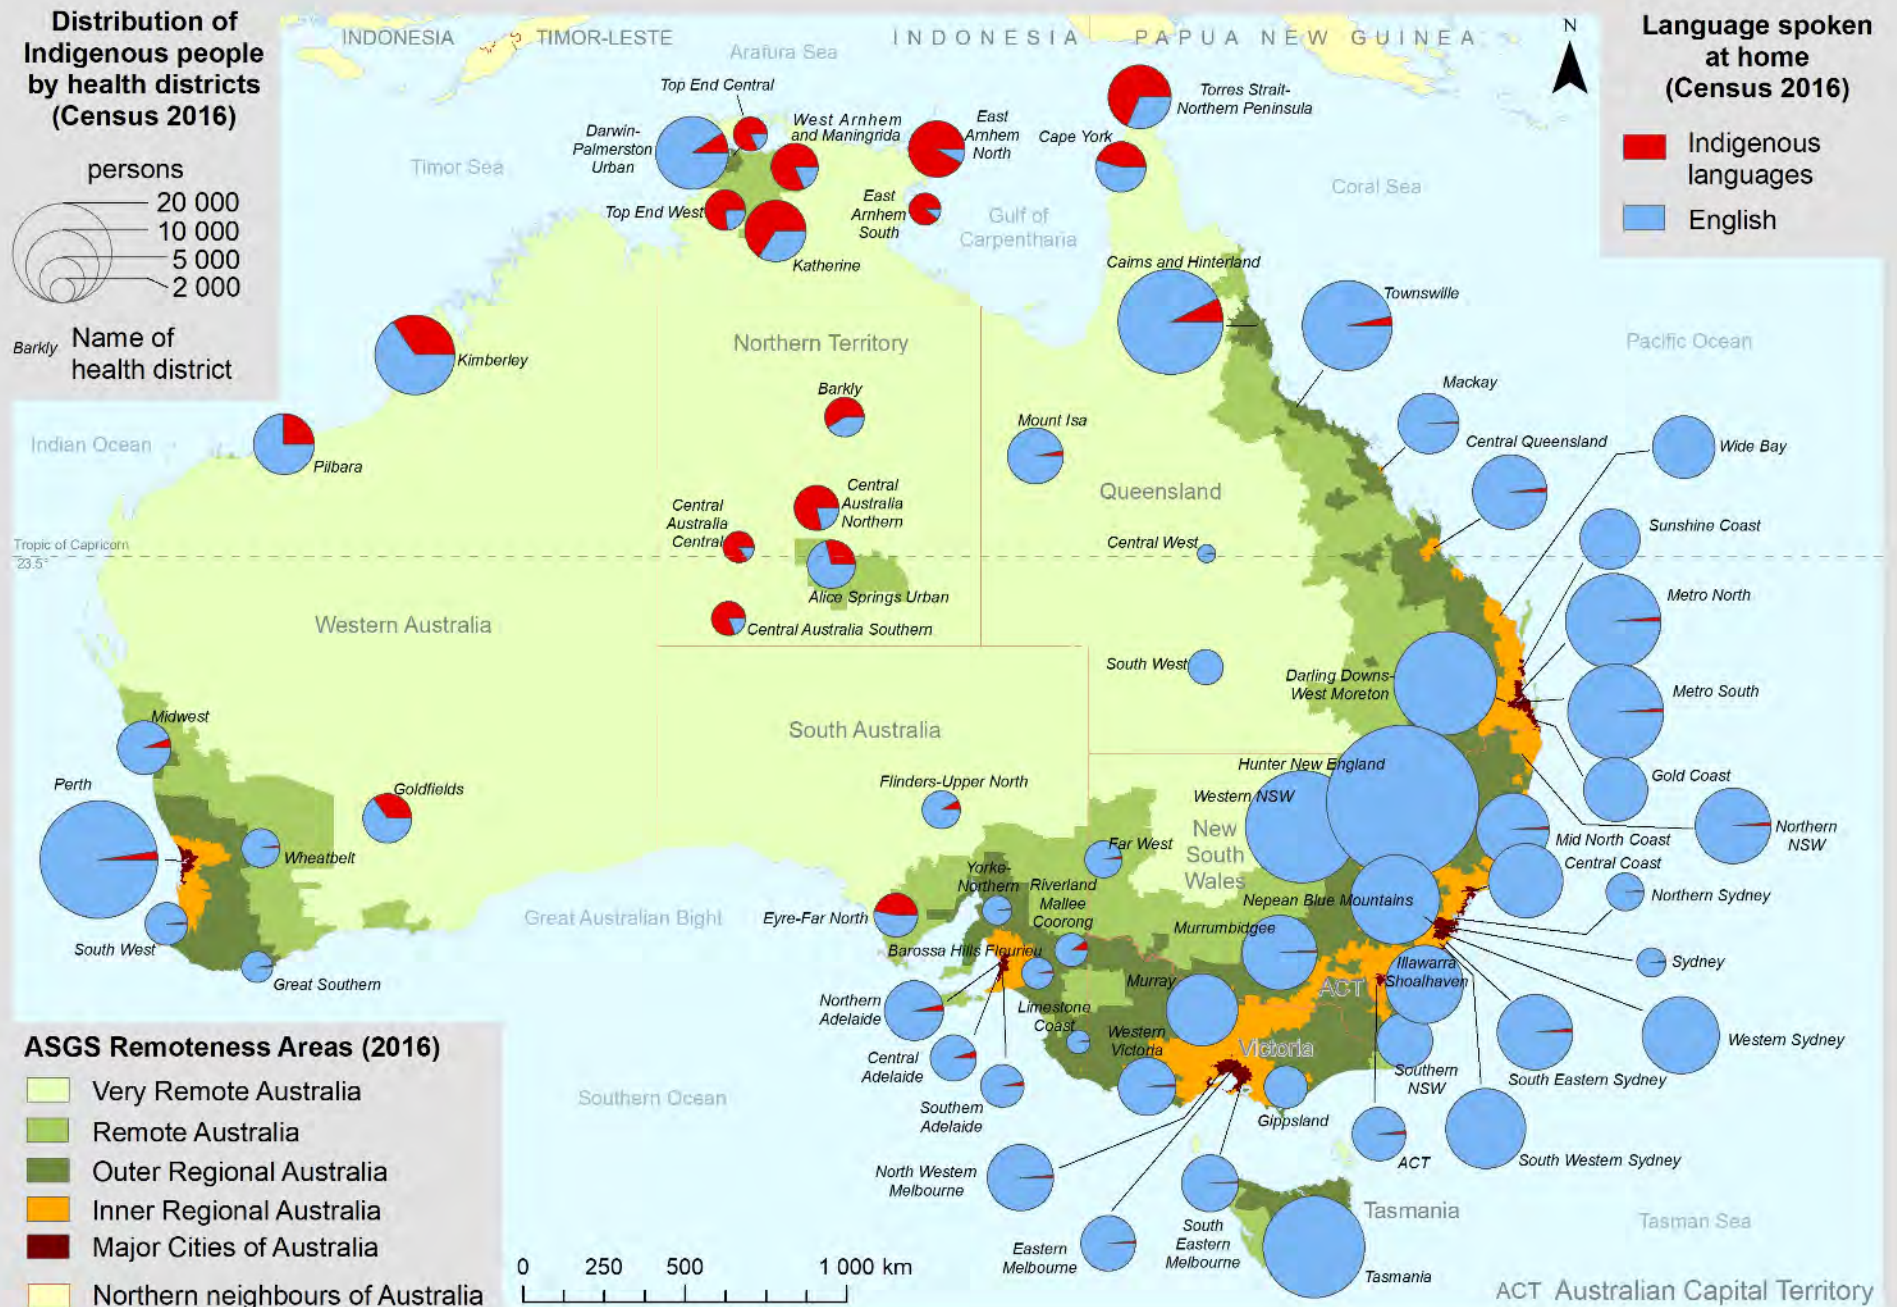 Distribution of
Indigenous people
by health districts
(Census 2016)
persons
20 000
10 000
5 000
2 000
Barkly
Name of
health district
Language spoken
at home
(Census 2016)
Indigenous
languages
English
N
INDONESIA
TIMOR-LESTE
INDONESIA
PAPUA NEW GUINEA
Arafura Sea
Timor Sea
Top End Central
Darwin-
Palmerston
Urban
West Arnhem
and Maningrida
East
Arnhem
North
Torres Strait-
Northern Peninsula
Cape York
Coral Sea
Top End West
East
Arnhem
South
Gulf of
Carpentharia
Katherine
Cairns and Hinterland
Townswille
Kimberley
Northern Territory
Pacific Ocean
Barkly
Mackay
Mount Isa
Indian Ocean
Pilbara
Central Queensland
Wide Bay
Central
Australia
Northern
Queensland
Central
Australia
Central
Sunshine Coast
Tropic of Capricorn
23.5°
Central West
Alice Springs Urban
Metro North
Western Australia
Central Australia Southern
South West
Darling Downs-
West Moreton
Metro South
Midwest
South Australia
Hunter New England
Gold Coast
Perth
Goldfields
Flinders-Upper North
Western NSW
New
South
Wales
Mid North Coast
Northern
NSW
Wheatbelt
Far West
Central Coast
Yorke-
Northern
Riverland
Mallee
Coorong
Nepean Blue Mountains
Northern Sydney
Great Australian Bight
Eyre-Far North
Murrumbidgee
South West
Barossa Hills Fleurieu
Sydney
Great Southern
Illawarra
Shoalhaven
Murray
ACT
Northern
Adelaide
Limestone
Coast
Western
Victoria
Victoria
Western Sydney
Central
Adelaide
Southern
NSW
South Eastern Sydney
Southern Ocean
Southern
Adelaide
Gippsland
ACT
South Western Sydney
North Western
Melbourne
Tasmania
Tasman Sea
Eastern
Melbourne
South
Eastern
Melbourne
Tasmania
ASGS Remoteness Areas (2016)
Very Remote Australia
Remote Australia
Outer Regional Australia
Inner Regional Australia
Major Cities of Australia
Northern neighbours of Australia
0 250 500 1 000 km
ACT Australian Capital Territory